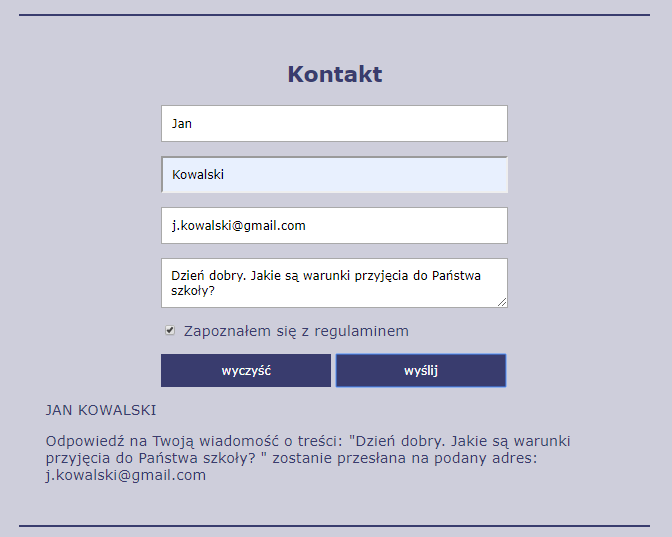 Kontakt
Jan
Kowalski
j.kowalski@gmail.com
Dzień dobry. Jakie są warunki przyjęcia do Państwa
szkoły?
Zapoznałem się z regulaminem
wyczyść
wyślij
JAN KOWALSKI
Odpowiedź na Twoją wiadomość o treści: "Dzień dobry. Jakie są warunki
przyjęcia do Państwa szkoły? " zostanie przesłana na podany adres:
j.kowalski@gmail.com